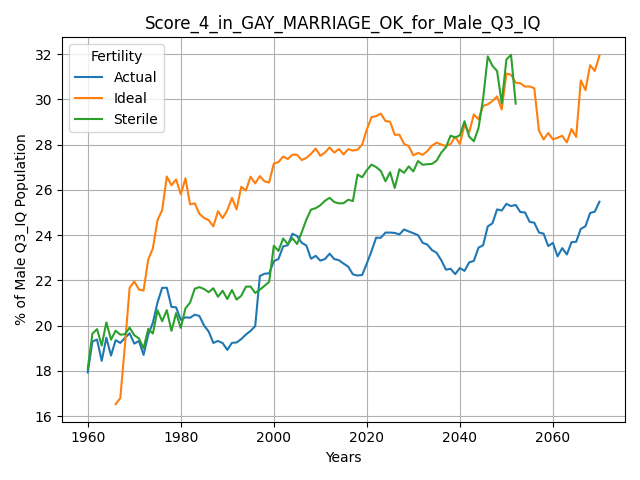 Score_4_in_GAY_MARRIAGE_OK_for_Male_Q3_IQ
Fertility
Actual
Ideal
Sterile
% of Male Q3_IQ Population
32
30
28
26
24
22
20
18
16
1960
1980
2000
2020
2040
2060
Years